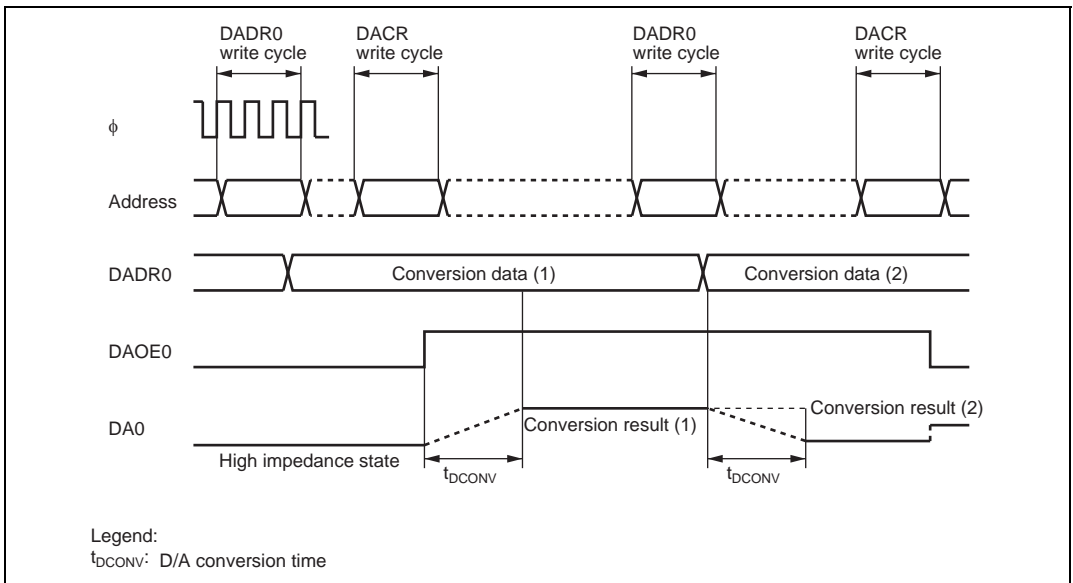 DADR0
write cycle
DACR
write cycle
DADR0
write cycle
DACR
write cycle
ϕ
Address
DADR0
Conversion data (1)
Conversion data (2)
DAOE0
DA0
Conversion result (1)
Conversion result (2)
High impedance state
tDCONV
tDCONV
Legend:
tDCONV: D/A conversion time